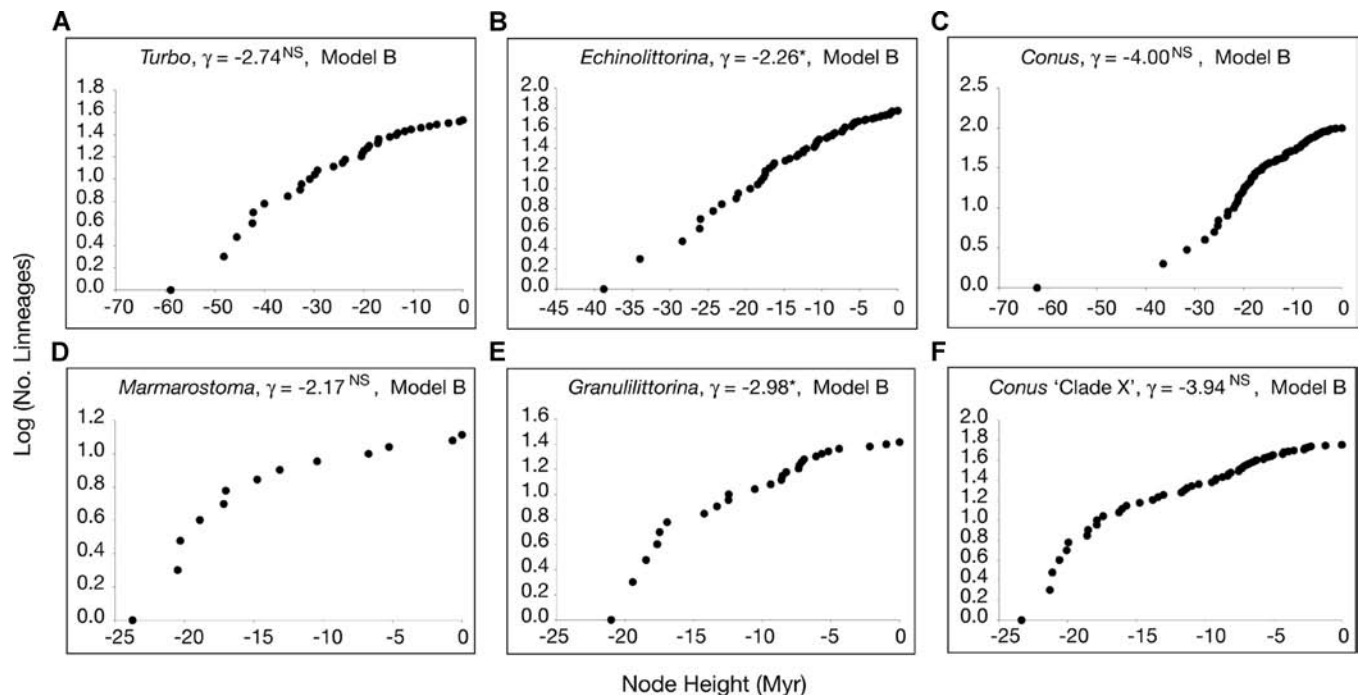 A
Turbo, γ = -2.74NS, Model B
1.8
1.6
1.4
1.2
1.0
0.8
0.6
0.4
0.2
0.0
-70 -60 -50 -40 -30 -20 -10 0
B
Echinolittorina, γ = -2.26*, Model B
2.0
1.8
1.6
1.4
1.2
1.0
0.8
0.6
0.4
0.2
0.0
-45 -40 -35 -30 -25 -20 -15 -10 -5 0
C
Conus, γ = -4.00NS, Model B
2.5
2.0
1.5
1.0
0.5
0.0
-70 -60 -50 -40 -30 -20 -10 0
Log (No. Lineages)
D
Marmarostoma, γ = -2.17 NS, Model B
1.2
1.0
0.8
0.6
0.4
0.2
0.0
-25 -20 -15 -10 -5 0
E
Granulilittorina, γ = -2.98*, Model B
1.6
1.4
1.2
1.0
0.8
0.6
0.4
0.2
0.0
-25 -20 -15 -10 -5 0
F
Conus 'Clade X', γ = -3.94 NS, Model B
2.0
1.8
1.6
1.4
1.2
1.0
0.8
0.6
0.4
0.2
0.0
-25 -20 -15 -10 -5 0
Node Height (Myr)